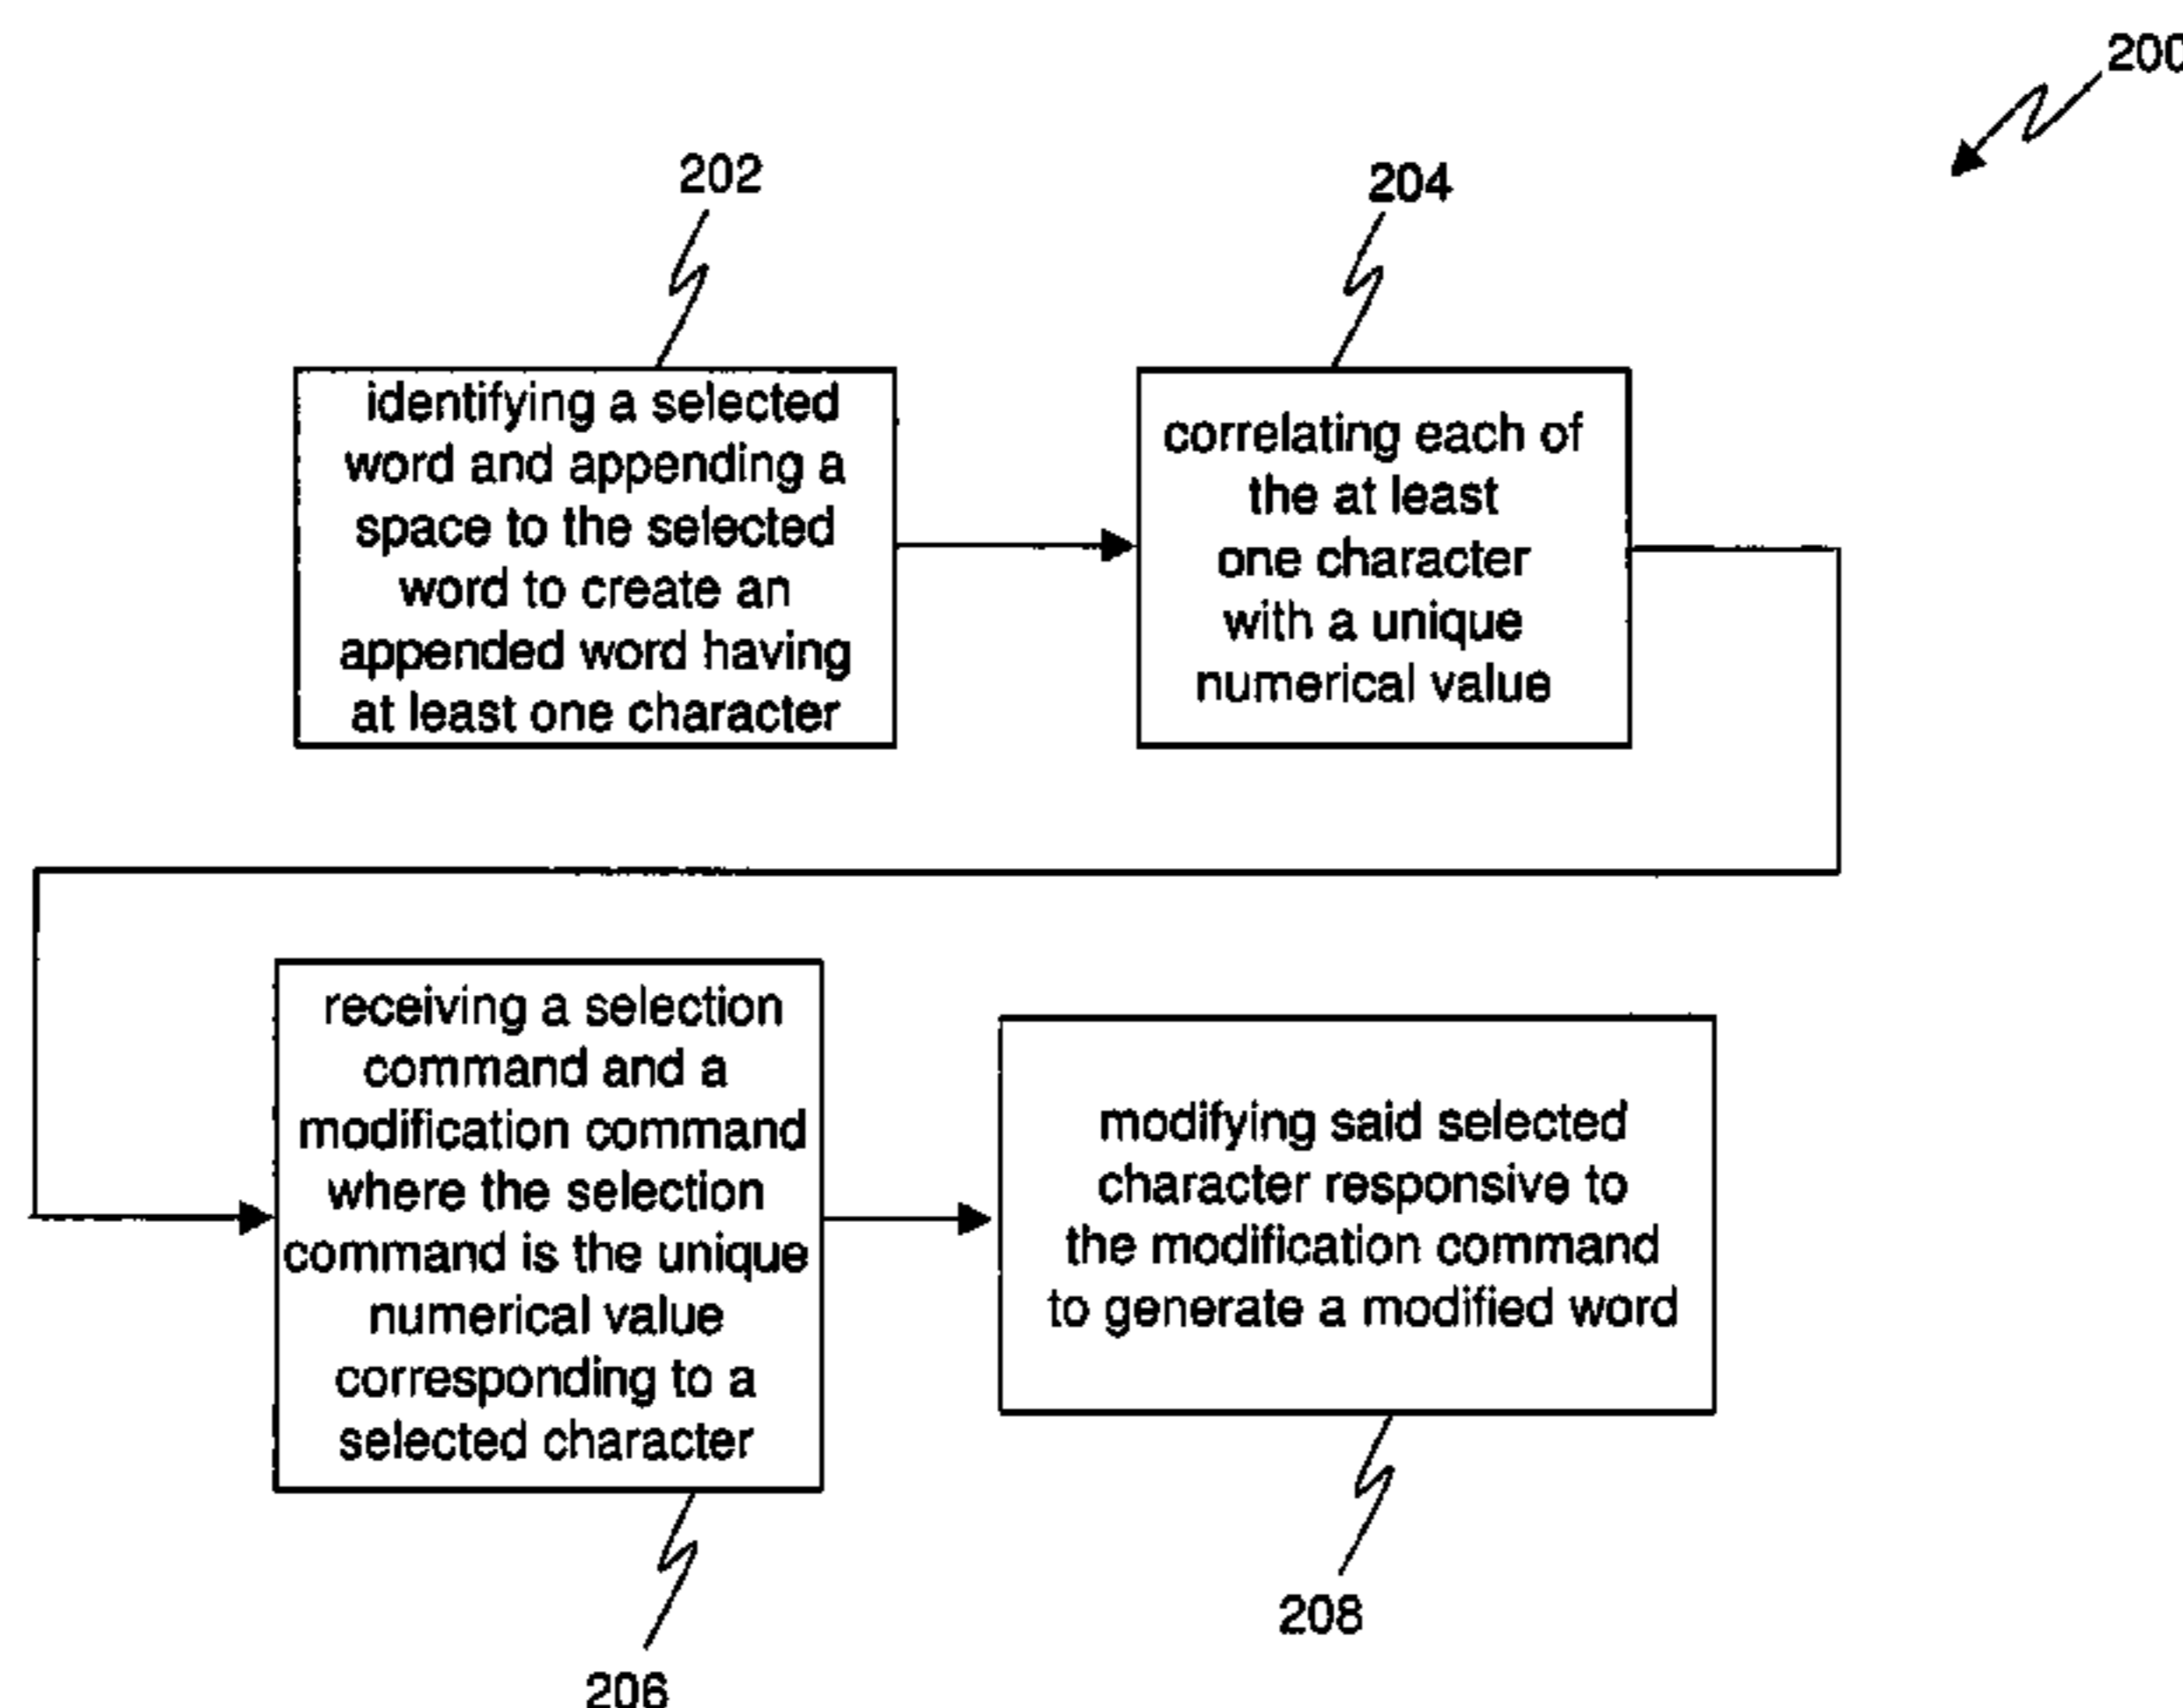 200
202
204
identifying a selected
word and appending a
space to the selected
word to create an
appended word having
at least one character
correlating each of
the at least
one character
with a unique
numerical value
receiving a selection
command and a
modification command
where the selection
command is the unique
numerical value
corresponding to a
selected character
modifying said selected
character responsive to
the modification command
to generate a modified word
208
206